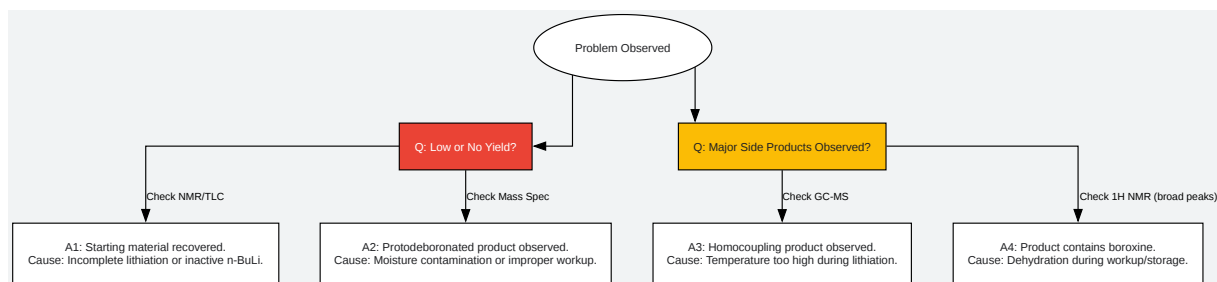 Problem Observed
Q: Low or No Yield?
Q: Major Side Products Observed?
Check NMR/TLC
Check Mass Spec
Check GC-MS
Check 1H NMR (broad peaks)
A1: Starting material recovered.
Cause: Incomplete lithiation or inactive n-BuLi.
A2: Protodeboronated product observed.
Cause: Moisture contamination or improper workup.
A3: Homocoupling product observed.
Cause: Temperature too high during lithiation.
A4: Product contains boroxine.
Cause: Dehydration during workup/storage.